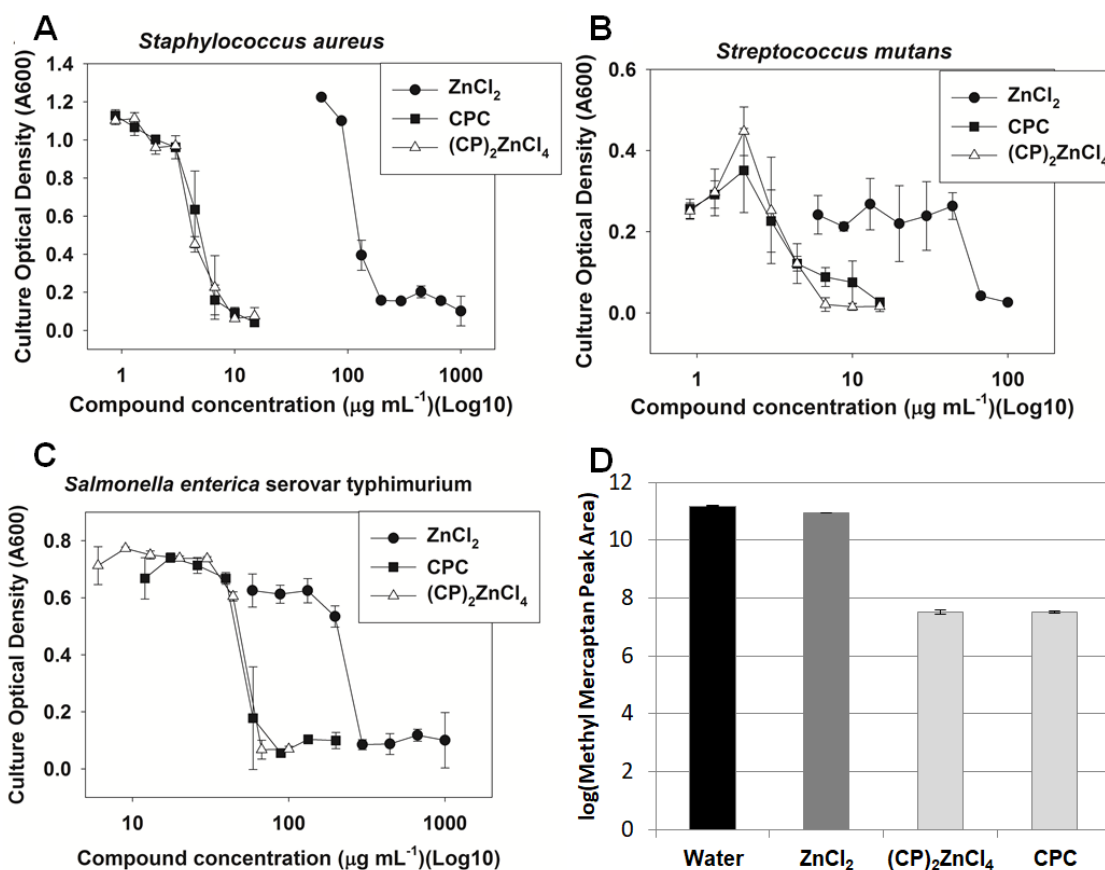 A
Staphylococcus aureus
Culture Optical Density (A600)
1.4
1.2
1.0
0.8
0.6
0.4
0.2
0.0
ZnCl₂
CPC
(CP)₂ZnCl₄
1 10 100 1000
Compound concentration (µg mL⁻¹)(Log10)
B
Streptococcus mutans
Culture Optical Density (A600)
0.6
0.4
0.2
0.0
ZnCl₂
CPC
(CP)₂ZnCl₄
1 10 100
Compound concentration (µg mL⁻¹)(Log10)
C
Salmonella enterica serovar typhimurium
Culture Optical Density (A600)
0.8
0.6
0.4
0.2
0.0
ZnCl₂
CPC
(CP)₂ZnCl₄
10 100 1000
Compound concentration (µg mL⁻¹)(Log10)
D
log(Methyl Mercaptan Peak Area)
12
10
8
6
4
2
0
Water ZnCl₂ (CP)₂ZnCl₄ CPC